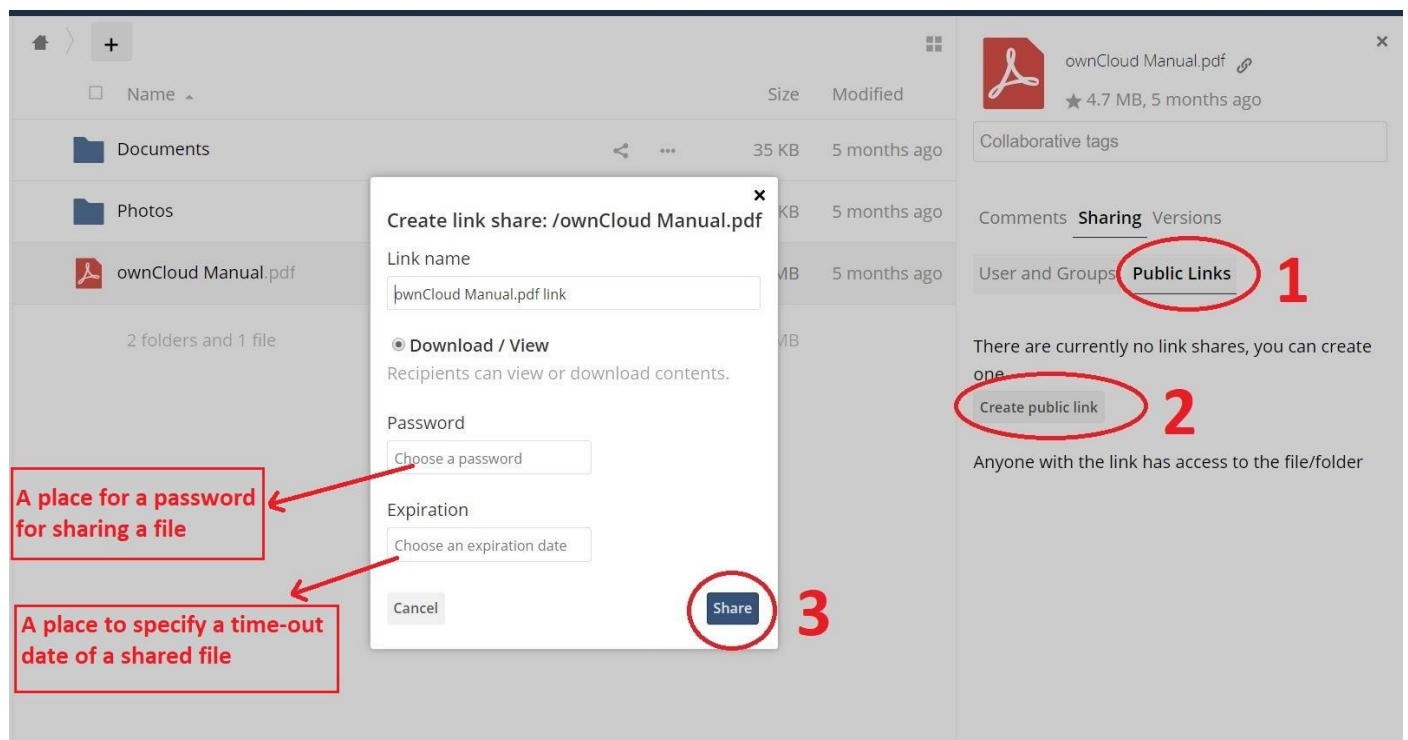 +
Name
Size Modified
Documents
35 KB 5 months ago
Photos
KB 5 months ago
ownCloud Manual.pdf
MB 5 months ago
2 folders and 1 file
MB
Create link share: /ownCloud Manual.pdf
Link name
ownCloud Manual.pdf link
Download / View
Recipients can view or download contents.
Password
Choose a password
Expiration
Choose an expiration date
Cancel
Share
3
A place for a password
for sharing a file
A place to specify a time-out
date of a shared file
ownCloud Manual.pdf
4.7 MB, 5 months ago
Collaborative tags
Comments Sharing Versions
User and Groups Public Links
1
There are currently no link shares, you can create
one
Create public link
2
Anyone with the link has access to the file/folder